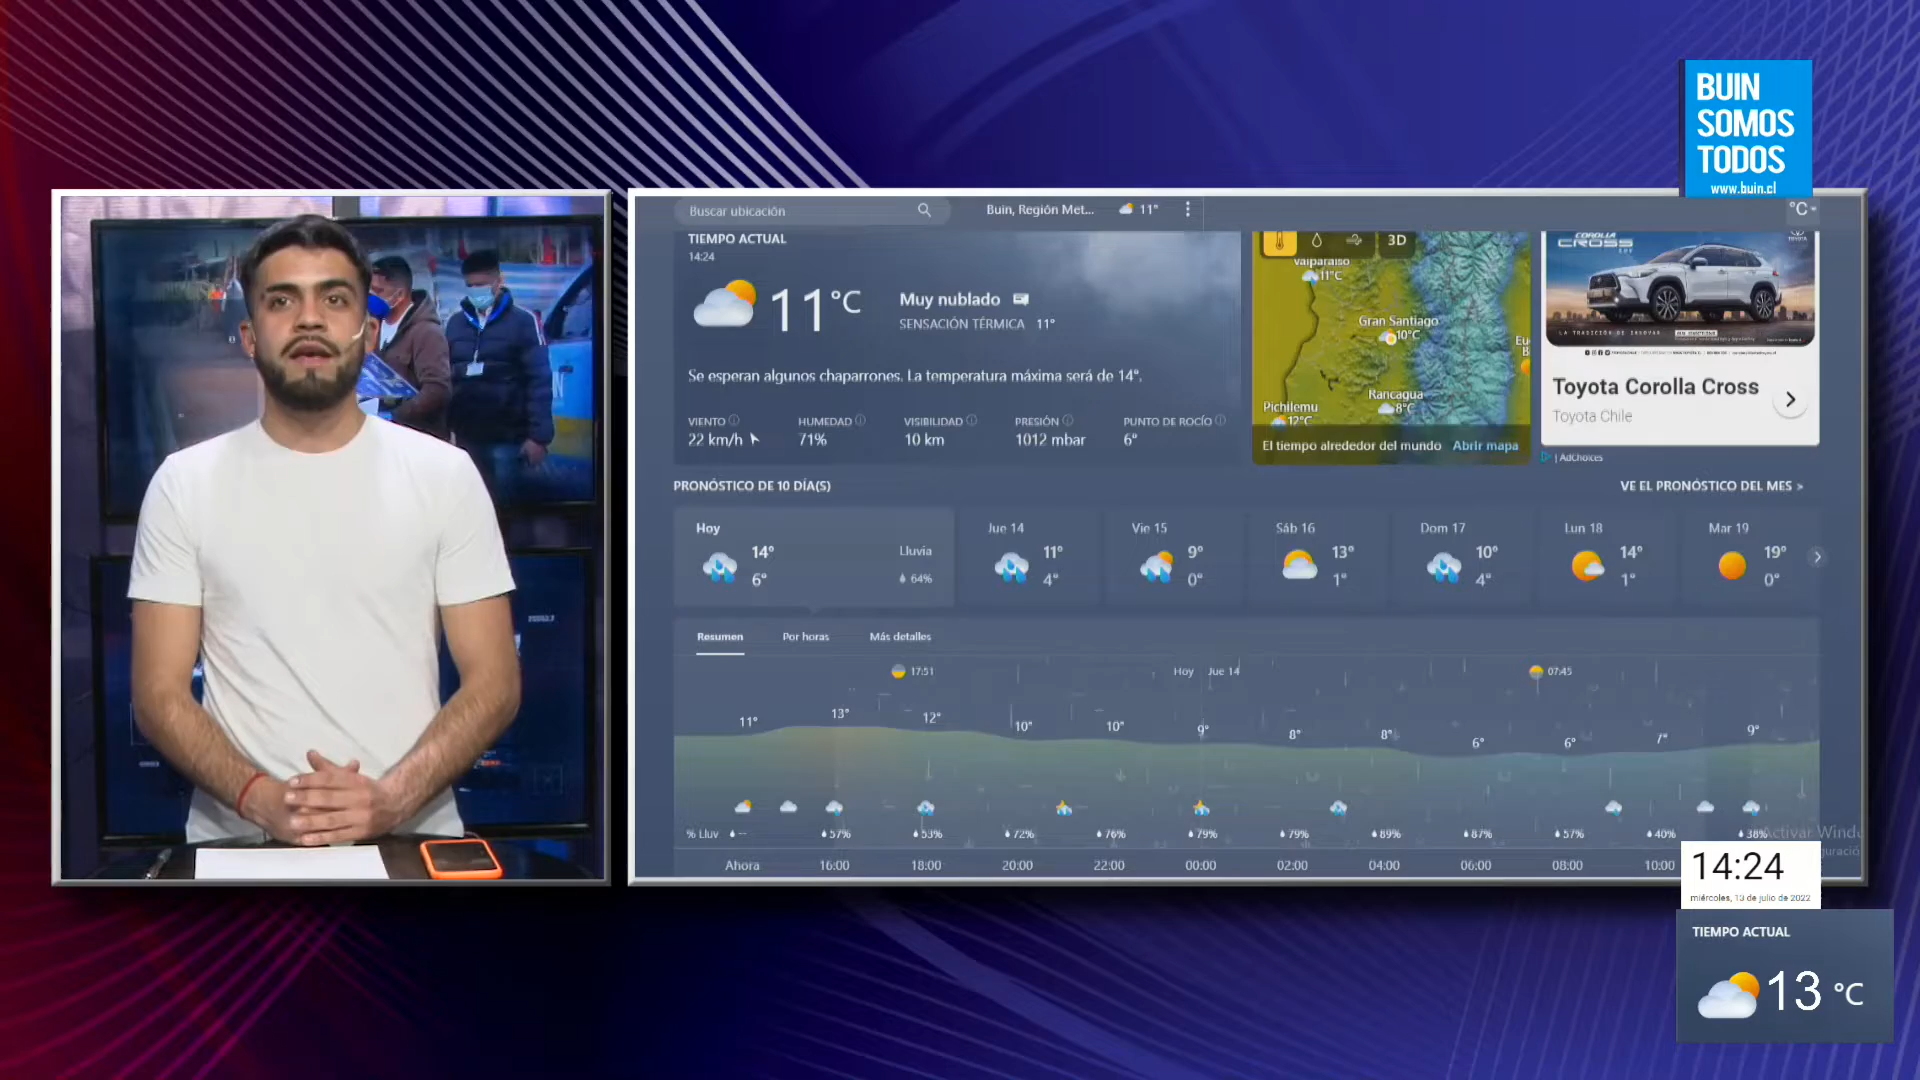 BUIN
SOMOS
TODOS
www.buin.cl
Buscar ubicación
Buin, Región Met... 11°
°C
TIEMPO ACTUAL
14:24
11°C
Muy nublado
SENSACIÓN TÉRMICA 11°
Se esperan algunos chaparrones. La temperatura máxima será de 14°.
VIENTO HUMEDAD VISIBILIDAD PRESIÓN PUNTO DE ROCÍO
22 km/h 71% 10 km 1012 mbar 6°
3D
Valparaíso
11°C
Gran Santiago
10°C
Rancagua
8°C
Pichilemu
12°C
El tiempo alrededor del mundo Abrir mapa
COROLLA
CROSS
Toyota Corolla Cross
Toyota Chile
AdChoices
PRONÓSTICO DE 10 DÍA(S)
VE EL PRONÓSTICO DEL MES >
Hoy Jue 14 Vie 15 Sáb 16 Dom 17 Lun 18 Mar 19
14° Lluvia 11° 9° 13° 10° 14° 19°
6° 64% 4° 0° 1° 4° 1° 0°
Resumen Por horas Más detalles
17:51 Hoy Jue 14 07:45
11° 13° 12° 10° 10° 9° 8° 8° 6° 6° 7° 9°
% Lluv -- 57% 53% 72% 76% 79% 79% 89% 87% 57% 40% 38%
Ahora 16:00 18:00 20:00 22:00 00:00 02:00 04:00 06:00 08:00 10:00
Activar Windo
14:24
miércoles, 13 de julio de 2022
TIEMPO ACTUAL
13 °C